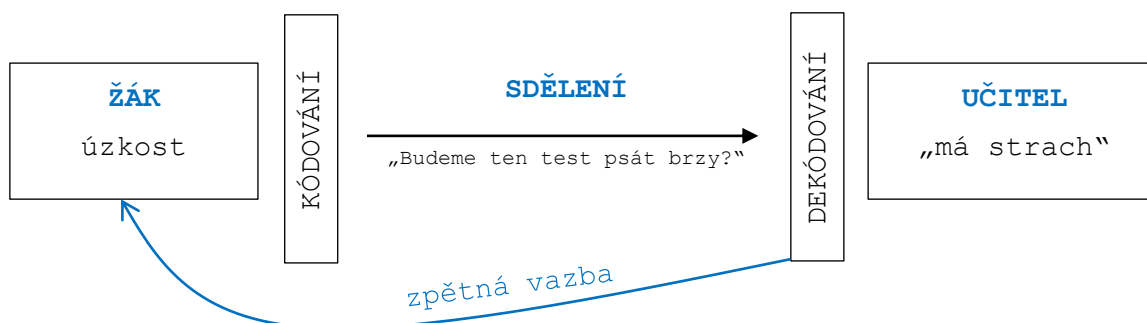 ŽÁK
úzkost
KÓDOVÁNÍ
SDĚLENÍ
„Budeme ten test psát brzy?“
DEKÓDOVÁNÍ
UČITEL
„má strach“
zpětná vazba